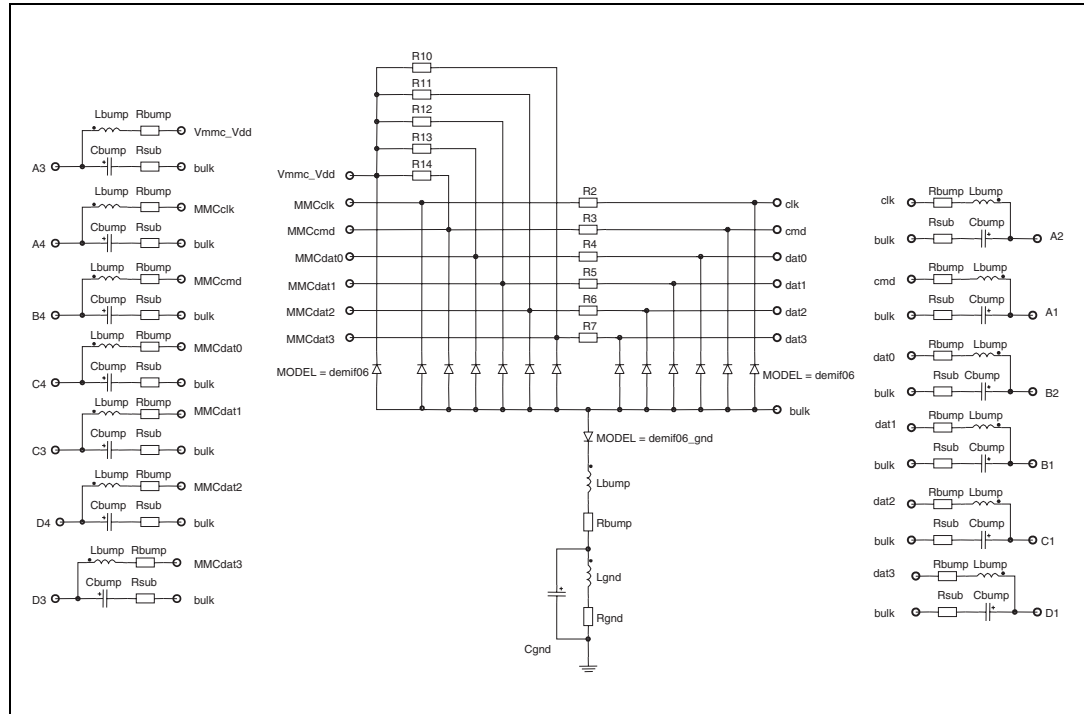 Lbump Rbump
Vmmc_Vdd
Cbump Rsub
A3
bulk
Lbump Rbump
MMCclk
Cbump Rsub
A4
bulk
Lbump Rbump
MMCcmd
Cbump Rsub
B4
bulk
Lbump Rbump
MMCdat0
Cbump Rsub
C4
bulk
Lbump Rbump
MMCdat1
Cbump Rsub
C3
bulk
Lbump Rbump
MMCdat2
Cbump Rsub
D4
bulk
Lbump Rbump
MMCdat3
Cbump Rsub
D3
bulk
R10
R11
R12
R13
R14
Vmmc_Vdd
MMCclk R2 clk
MMCcmd R3 cmd
MMCdat0 R4 dat0
MMCdat1 R5 dat1
MMCdat2 R6 dat2
MMCdat3 R7 dat3
MODEL = demif06 MODEL = demif06
bulk
MODEL = demif06_gnd
Lbump
Rbump
Lgnd
Rgnd
Cgnd
Rbump Lbump
clk
Rsub Cbump
bulk
A2
Rbump Lbump
cmd
Rsub Cbump
bulk
A1
Rbump Lbump
dat0
Rsub Cbump
bulk
B2
Rbump Lbump
dat1
Rsub Cbump
bulk
B1
Rbump Lbump
dat2
Rsub Cbump
bulk
C1
Rbump Lbump
dat3
Rsub Cbump
bulk
D1